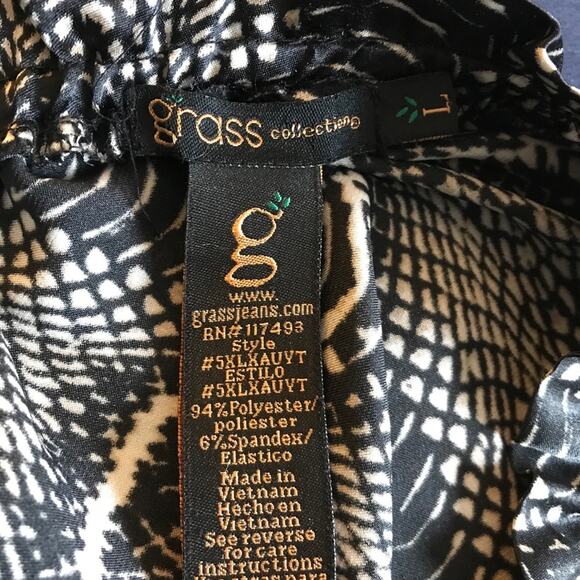 grass collection®
L
g
www.
grassjeans.com
RN#117493
Style
#5XLXAUYT
ESTILO
#5XLXAUYT
94%Polyester/
poliester
6%Spandex/
Elastico
Made in
Vietnam
Hecho en
Vietnam
See reverse
for care
instructions
para